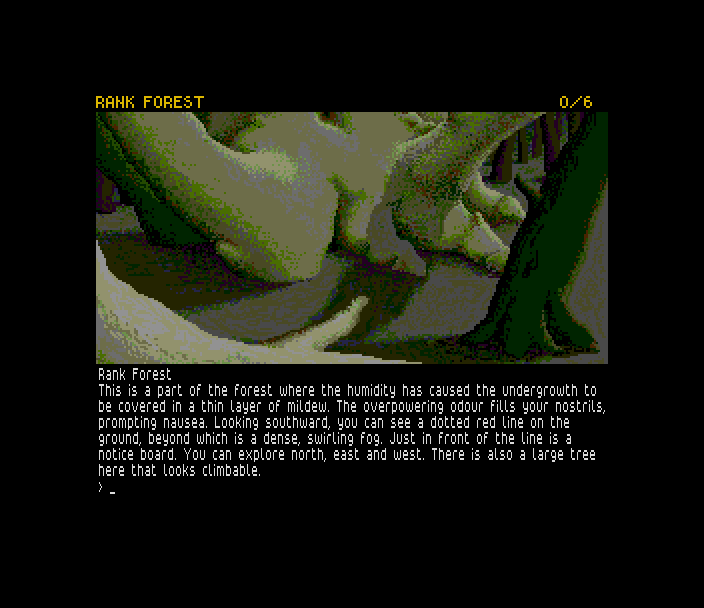 RANK FOREST 0/6
Rank Forest
This is a part of the forest where the humidity has caused the undergrowth to
be covered in a thin layer of mildew. The overpowering odour fills your nostrils,
prompting nausea. Looking southward, you can see a dotted red line on the
ground, beyond which is a dense, swirling fog. Just in front of the line is a
notice board. You can explore north, east and west. There is also a large tree
here that looks climbable.
> _